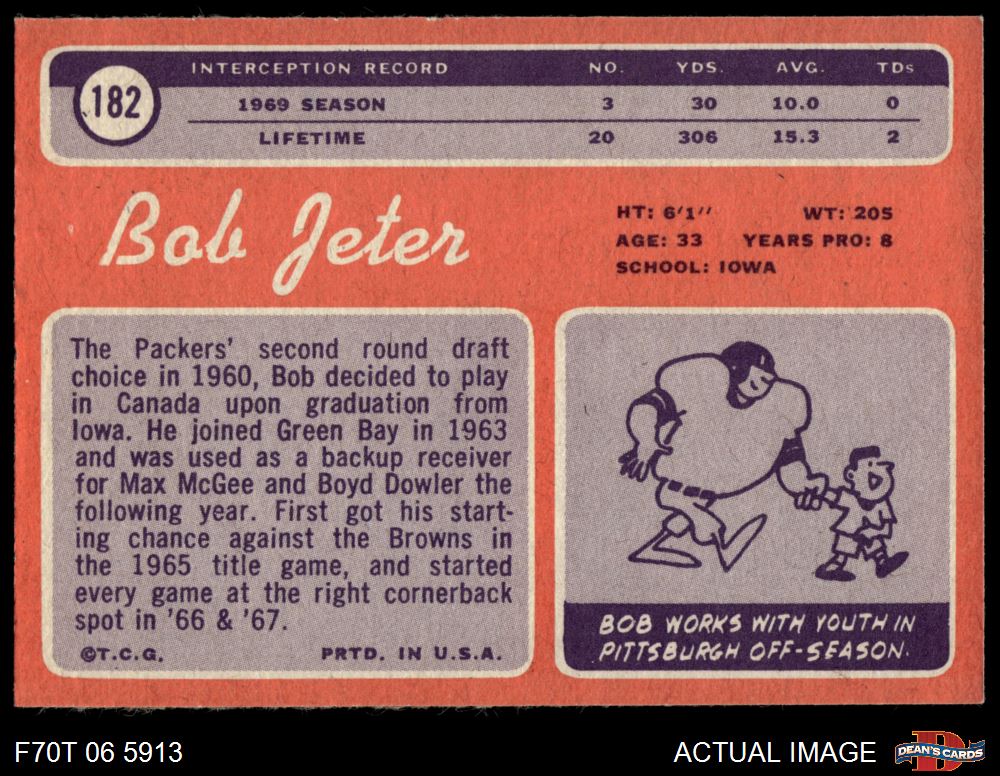 182
INTERCEPTION RECORD NO. YDS. AVG. TDs
1969 SEASON 3 30 10.0 0
LIFETIME 20 306 15.3 2
Bob Jeter
HT: 6'1" WT: 205
AGE: 33 YEARS PRO: 8
SCHOOL: IOWA
The Packers' second round draft
choice in 1960, Bob decided to play
in Canada upon graduation from
Iowa. He joined Green Bay in 1963
and was used as a backup receiver
for Max McGee and Boyd Dowler the
following year. First got his start-
ing chance against the Browns in
the 1965 title game, and started
every game at the right cornerback
spot in '66 & '67.
©T.C.G. PRTD. IN U.S.A.
BOB WORKS WITH YOUTH IN
PITTSBURGH OFF-SEASON.
F70T 06 5913 ACTUAL IMAGE
D
DEAN'S CARDS